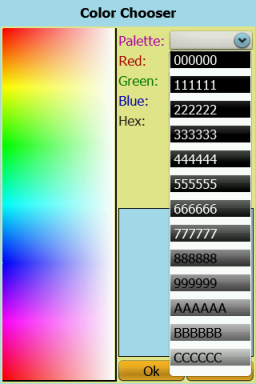 Color Chooser
Palette:
Red:
Green:
Blue:
Hex:
000000
111111
222222
333333
444444
555555
666666
777777
888888
999999
AAAAAA
BBBBBB
CCCCCC
Ok